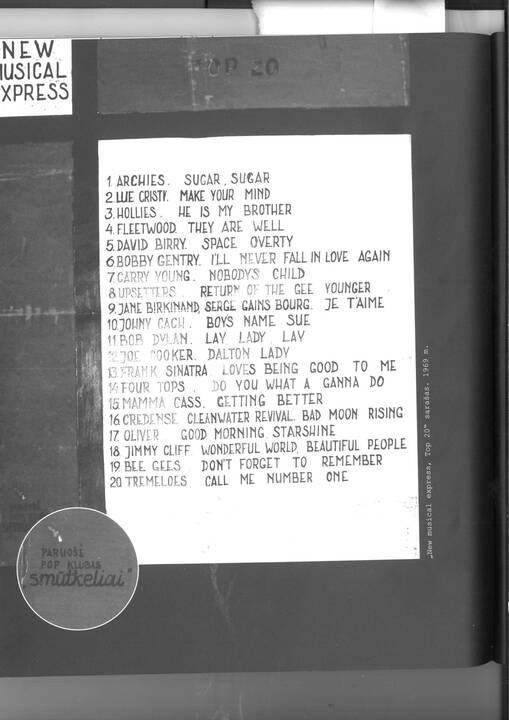 NEW
MUSICAL
EXPRESS
TOP 20
1 ARCHIES. SUGAR, SUGAR
2 LUE CRISTY. MAKE YOUR MIND
3. HOLLIES. HE IS MY BROTHER
4. FLEETWOOD. THEY ARE WELL
5. DAVID BIRRY. SPACE OVERTY
6. BOBBY GENTRY. I'LL NEVER FALL IN LOVE AGAIN
7. CARRY YOUNG. NOBODY'S CHILD
8 UPSETTERS RETURN OF THE GEE YOUNGER
9. JANE BIRKINAND, SERGE GAINS BOURG. JE T'AIME
10. JOHNY CACH. BOYS NAME SUE
11 BOB DYLAN. LAY, LADY, LAY
12. JOE COOKER. DALTON LADY
13. FRANK SINATRA LOVES BEING GOOD TO ME
14 FOUR TOPS. DO YOU WHAT A GANNA DO
15. MAMMA CASS. GETTING BETTER
16. CREDENSE CLEANWATER REVIVAL. BAD MOON RISING
17. OLIVER GOOD MORNING STARSHINE
18. JIMMY CLIFF. WONDERFUL WORLD, BEAUTIFUL PEOPLE
19. BEE GEES. DON'T FORGET TO REMEMBER
20 TREMELOES CALL ME NUMBER ONE
PARUOŠĖ
POP KLUBIS
"smūtkeliai"
„New musical express, Top 20" sarašas. 1969 m.